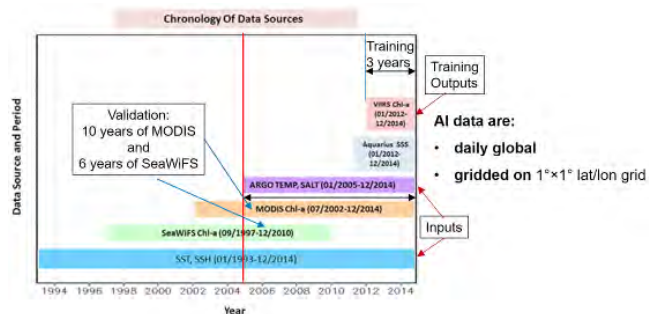 Chronology Of Data Sources
Training
3 years
Training
Outputs
VIIRS Chl-a
(01/2012-
12/2014)
Validation:
10 years of MODIS
and
6 years of SeaWiFS
Aquarius SSS
(01/2012-
12/2014)
AI data are:
• daily global
• gridded on 1°×1° lat/lon grid
ARGO TEMP, SALT (01/2005-12/2014)
MODIS Chl-a (07/2002-12/2014)
SeaWiFS Chl-a (09/1997-12/2010)
SST, SSH (01/1993-12/2014)
Inputs
Data Source and Period
1994 1996 1998 2000 2002 2004 2006 2008 2010 2012 2014
Year